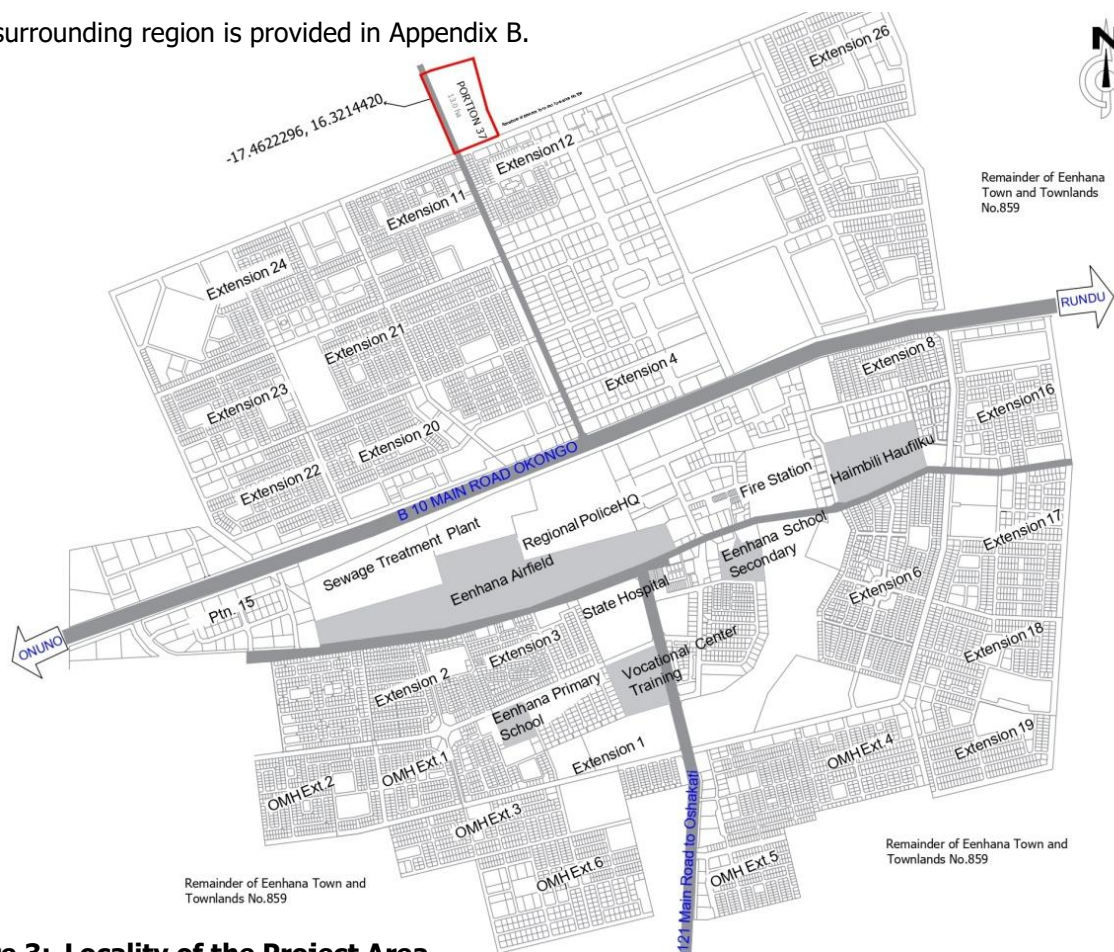 surrounding region is provided in Appendix B.
N
Extension 26
PORTION 37
13.0 ha
-17.4622296, 16.3214420
Extension12
Remainder of Eenhana
Town and Townlands
No.859
Extension 11
Extension 24
RUNDU
Extension 21
Extension 4
Extension 8
Extension 23
Extension16
Extension 20
B 10 MAIN ROAD OKONGO
Haimbili Haufilku
Extension 22
Fire Station
Regional PoliceHQ
Sewage Treatment Plant
Eenhana School
Secondary
Extension 17
Eenhana Airfield
Extension 6
Ptn. 15
State Hospital
ONUNO
Extension 3
Vocational Center
Training
Extension 18
Extension 2
Eenhana Primary
School
Extension 1
OMH Ext.4
Extension 19
OMH Ext.1
OMH Ext.2
OMH Ext.3
121 Main Road to Oshakati
Remainder of Eenhana Town and
Townlands No.859
OMH Ext.6
OMH Ext.5
Remainder of Eenhana Town and
Townlands No.859
3: Locality of the Project Area